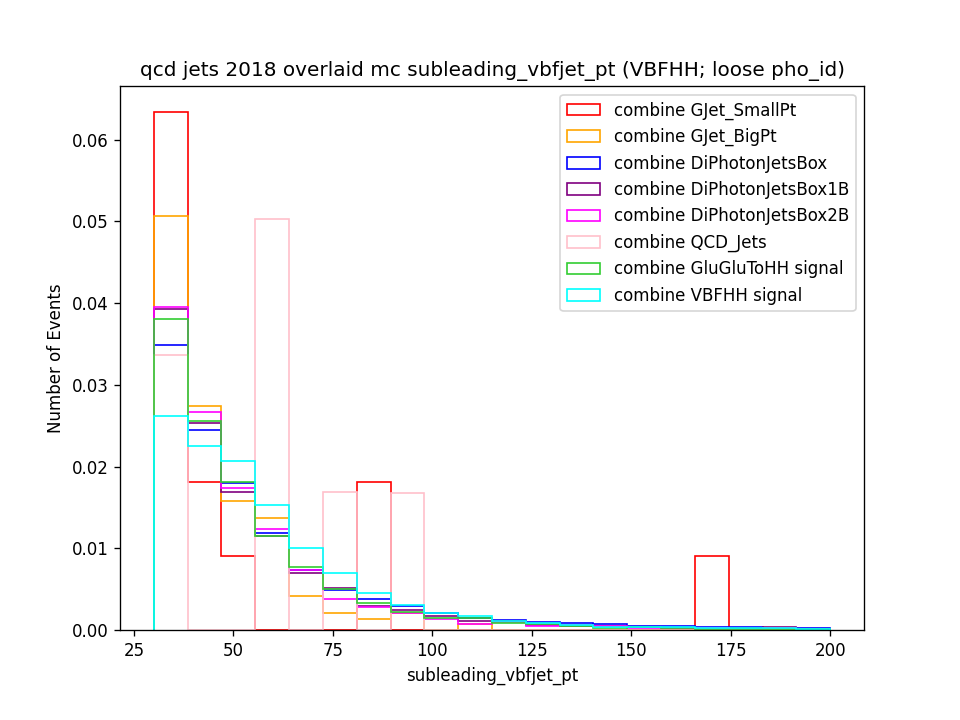 qcd jets 2018 overlaid mc subleading_vbfjet_pt (VBFHH; loose pho_id)
combine GJet_SmallPt
combine GJet_BigPt
combine DiPhotonJetsBox
combine DiPhotonJetsBox1B
combine DiPhotonJetsBox2B
combine QCD_Jets
combine GluGluToHH signal
combine VBFHH signal
Number of Events
0.06
0.05
0.04
0.03
0.02
0.01
0.00
25 50 75 100 125 150 175 200
subleading_vbfjet_pt